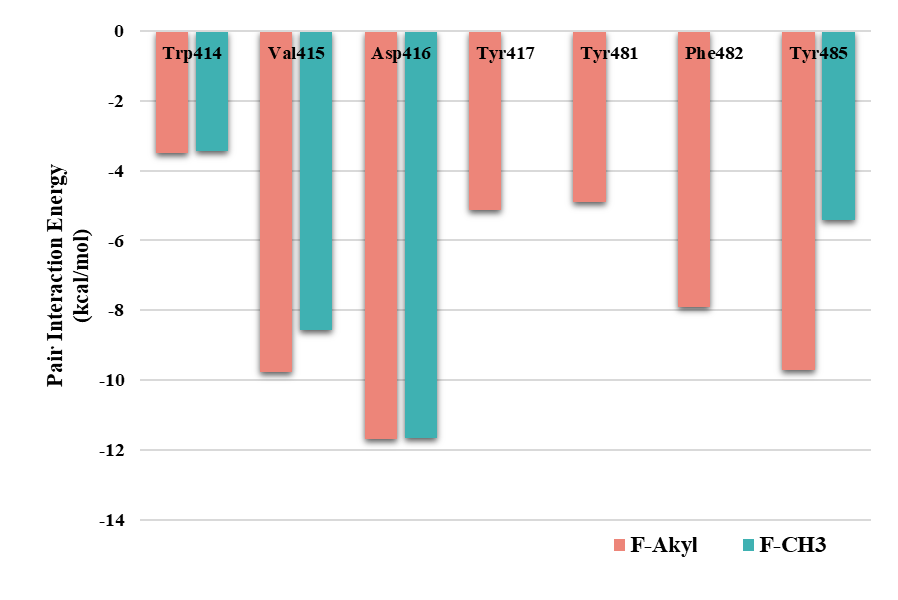 0
Trp414 Val415 Asp416 Tyr417 Tyr481 Phe482 Tyr485
-2
-4
-6
-8
-10
-12
-14
Pair Interaction Energy
(kcal/mol)
F-Akyl F-CH3